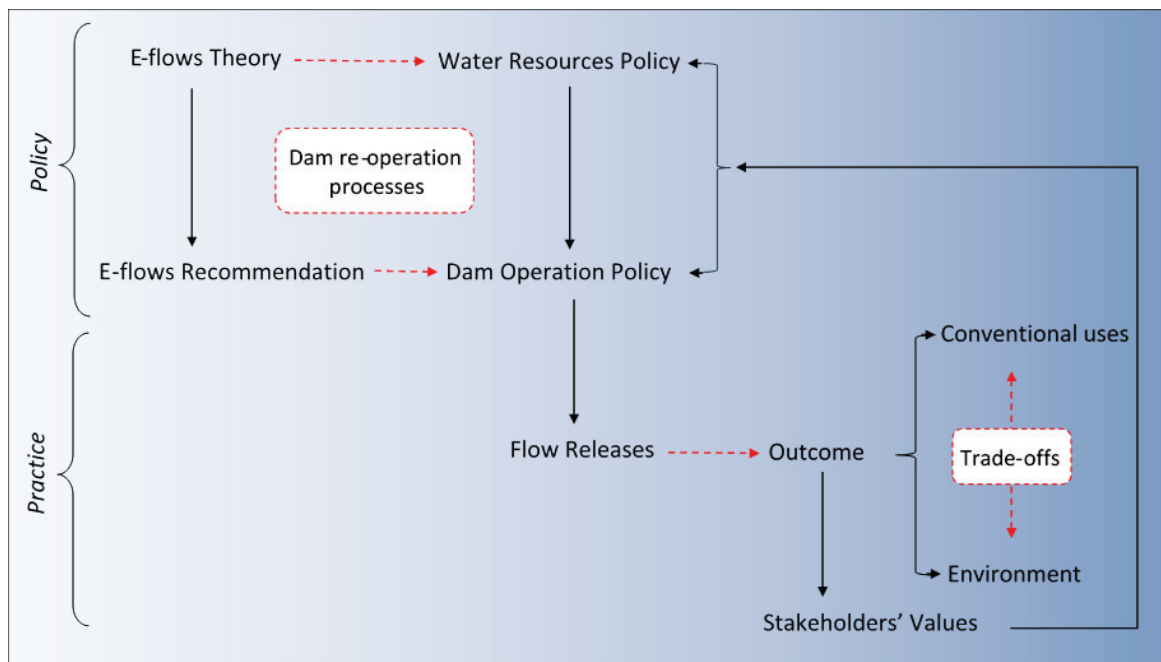 E-flows Theory
Water Resources Policy
Policy
Dam re-operation
processes
E-flows Recommendation
Dam Operation Policy
Conventional uses
Practice
Flow Releases
Outcome
Trade-offs
Environment
Stakeholders’ Values